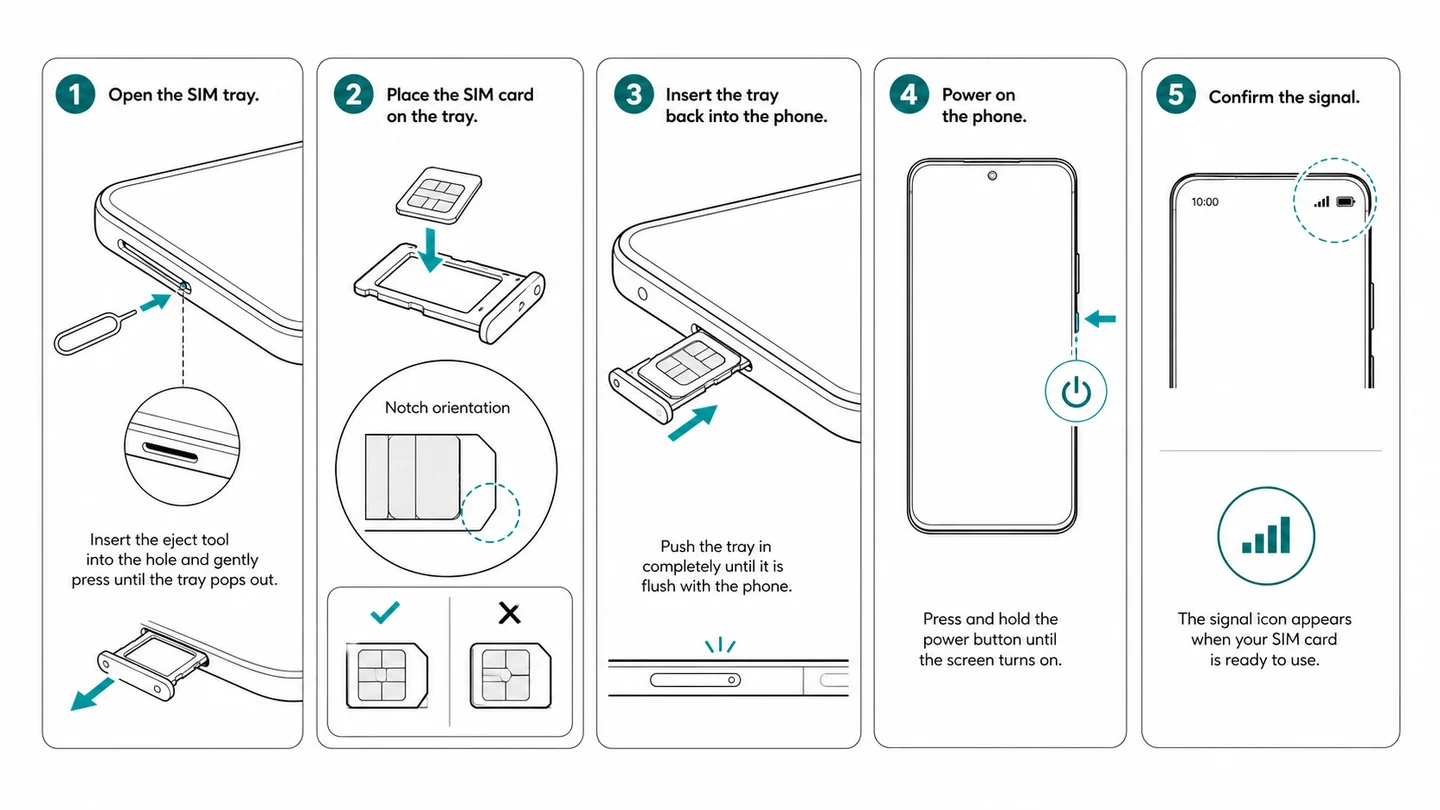 1
Open the SIM tray.
Insert the eject tool
into the hole and gently
press until the tray pops out.
2
Place the SIM card
on the tray.
Notch orientation
3
Insert the tray
back into the phone.
Push the tray in
completely until it is
flush with the phone.
4
Power on
the phone.
Press and hold the
power button until
the screen turns on.
5
Confirm the signal.
10:00
The signal icon appears
when your SIM card
is ready to use.